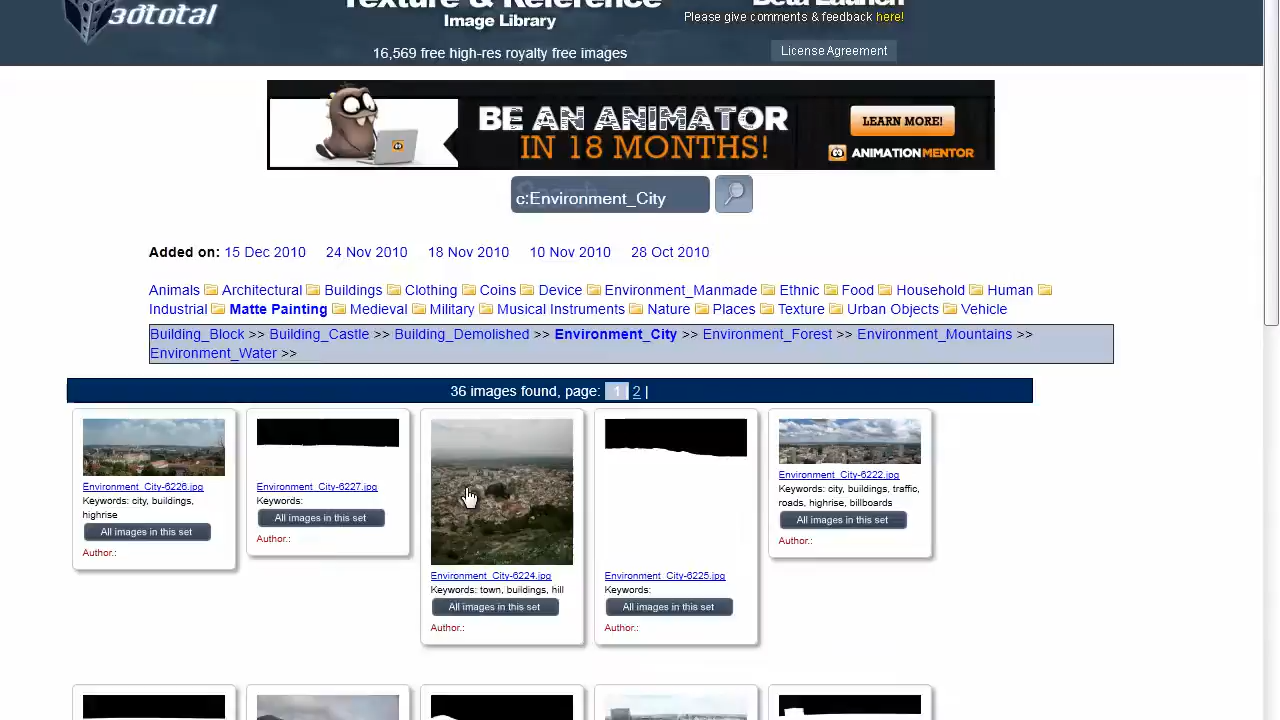 3dtotal
Texture & Reference
Image Library
16,569 free high-res royalty free images
Beta Launch
Please give comments & feedback here!
License Agreement
BE AN ANIMATOR
IN 18 MONTHS!
LEARN MORE!
ANIMATIONMENTOR
c:Environment_City
Added on: 15 Dec 2010 24 Nov 2010 18 Nov 2010 10 Nov 2010 28 Oct 2010
Animals Architectural Buildings Clothing Coins Device Environment_Manmade Ethnic Food Household Human
Industrial Matte Painting Medieval Military Musical Instruments Nature Places Texture Urban Objects Vehicle
Building_Block >> Building_Castle >> Building_Demolished >> Environment_City >> Environment_Forest >> Environment_Mountains >>
Environment_Water >>
36 images found, page: 1 | 2 |
Environment_City-6226.jpg
Keywords: city, buildings,
highrise
All images in this set
Author.:
Environment_City-6227.jpg
Keywords:
All images in this set
Author.:
Environment_City-6224.jpg
Keywords: town, buildings, hill
All images in this set
Author.:
Environment_City-6225.jpg
Keywords:
All images in this set
Author.:
Environment_City-6222.jpg
Keywords: city, buildings, traffic,
roads, highrise, billboards
All images in this set
Author.: